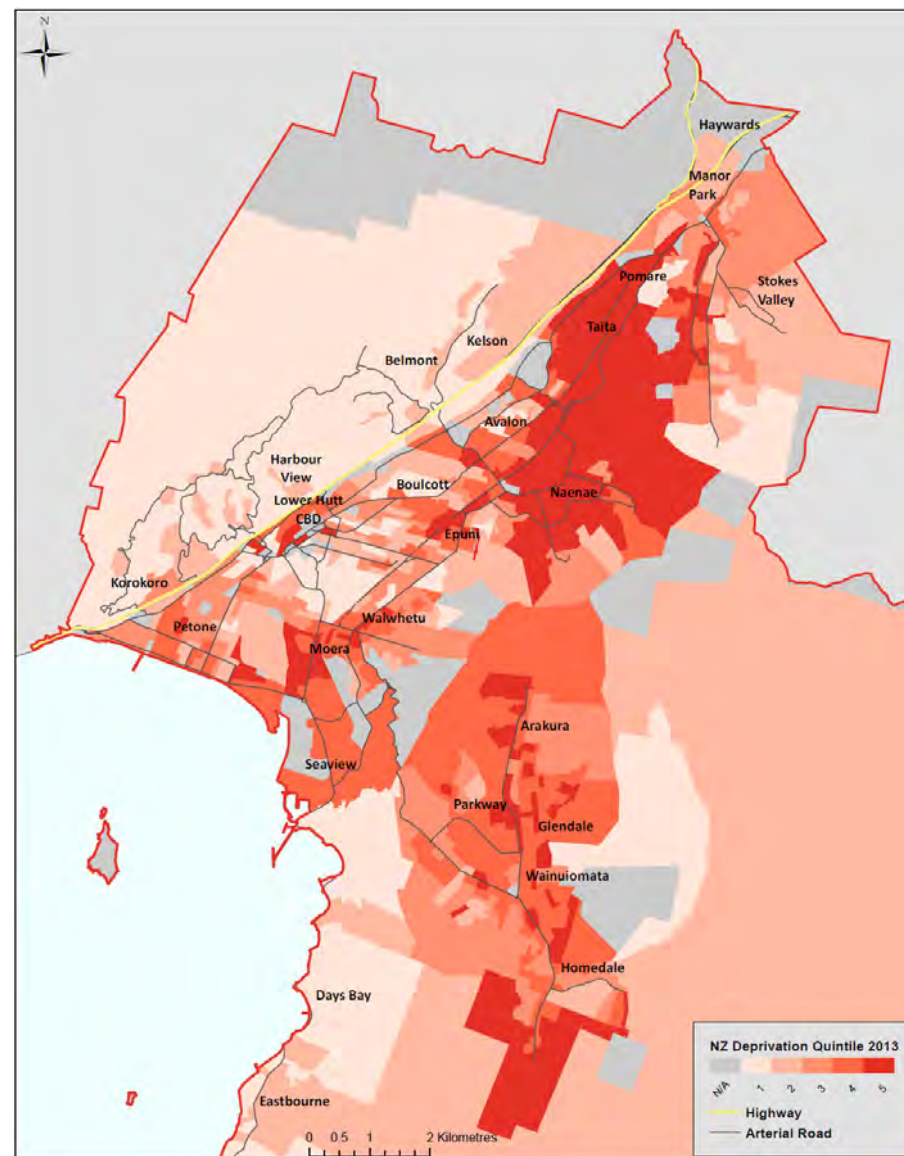 N
Haywards
Manor
Park
Stokes
Valley
Pomare
Taita
Kelson
Belmont
Avalon
Harbour
View
Boulcott
Lower Hutt
CBD
Naenae
Epuni
Korokoro
Petone
Waiwhetu
Moera
Arakura
Seaview
Parkway
Glendale
Wainuiomata
Homedale
Days Bay
Eastbourne
0 0.5 1 2 Kilometres
NZ Deprivation Quintile 2013
N/A 1 2 3 4 5
Highway
Arterial Road